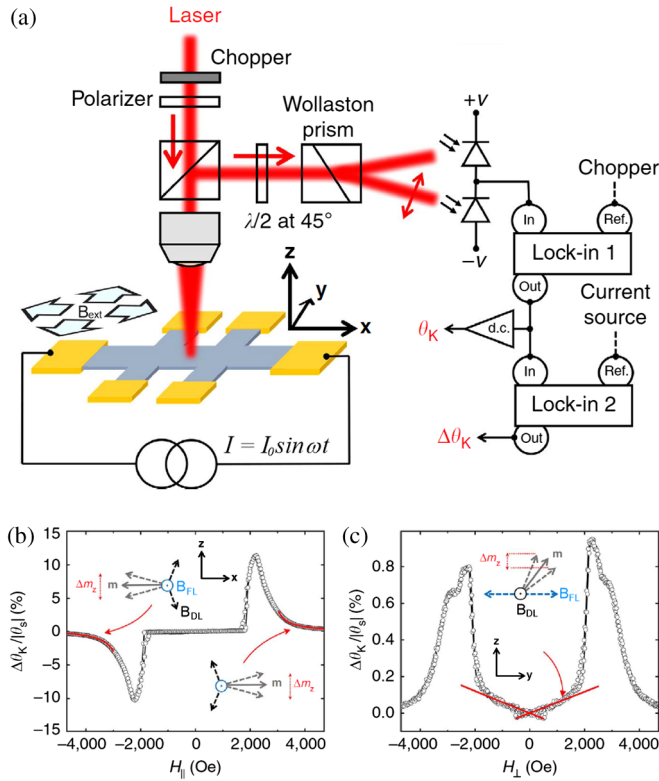 (a)
Laser
Chopper
Polarizer
Wollaston
prism
λ/2 at 45°
+v
−v
Chopper
In
Ref.
Lock-in 1
Out
Current
source
θK
d.c.
In
Ref.
Lock-in 2
ΔθK
Out
Bext
z
y
x
I = I0sinωt
(b)
ΔθK/|θs| (%)
15
10
5
0
−5
−10
−15
Δmz
m
BFL
BDL
z
x
m
Δmz
−4,000
−2,000
0
2,000
4,000
H|| (Oe)
(c)
ΔθK/|θs| (%)
0.8
0.6
0.4
0.2
0.0
Δmz
m
BFL
BDL
z
y
−4,000
−2,000
0
2,000
4,000
H⊥ (Oe)